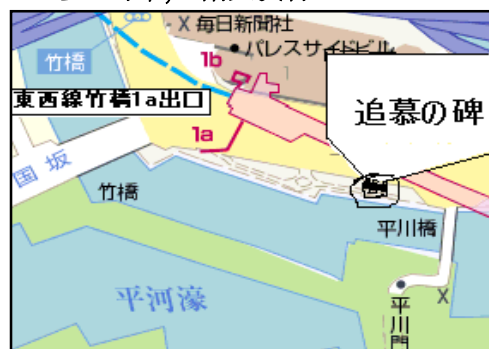 X 毎日新聞社
パレスサイドビル
竹橋
1b
1
東西線竹橋1a出口
追慕の碑
1a
国坂
竹橋
平川橋
平河濠
X
平川門